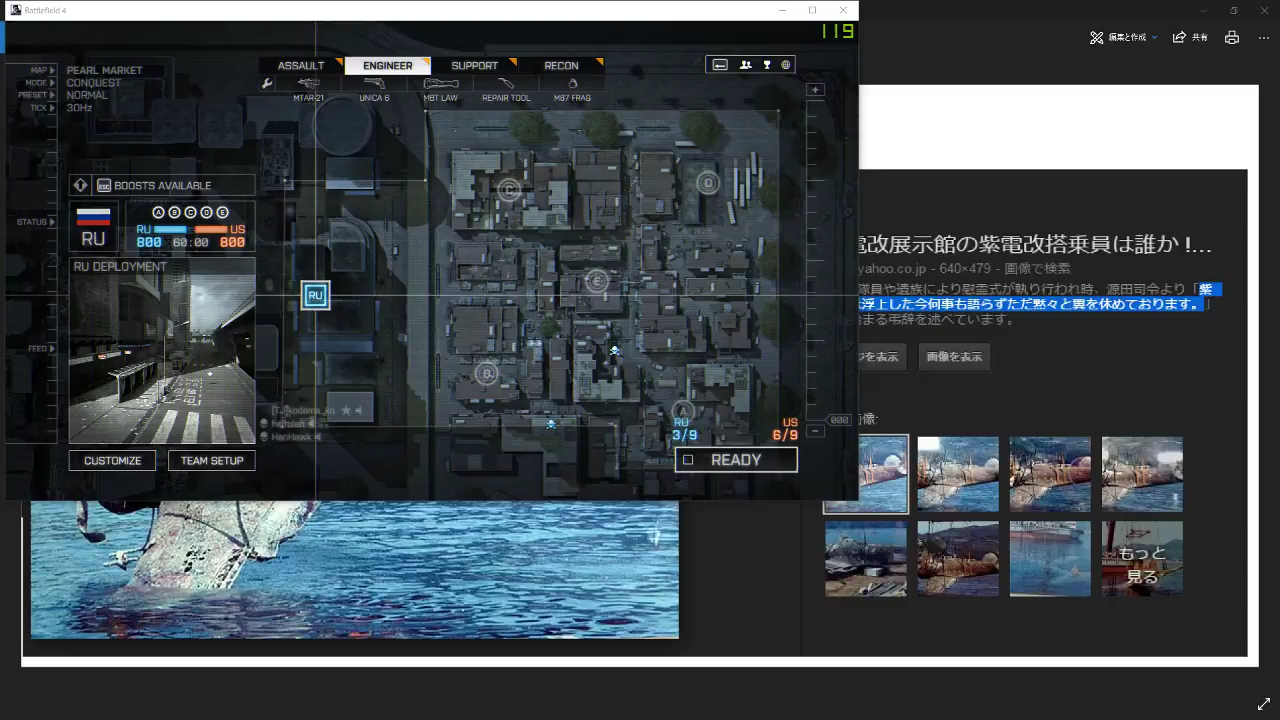 Battlefield 4
119
編集と作成
共有
MAP
PEARL MARKET
MODE
CONQUEST
PRESET
NORMAL
TICK
30Hz
ASSAULT
ENGINEER
SUPPORT
RECON
MTAR-21
UNICA 6
MBT LAW
REPAIR TOOL
M67 FRAG
ESC
BOOSTS AVAILABLE
STATUS
RU
A B C D E
RU
US
800
60:00
800
RU DEPLOYMENT
RU
C
D
E
B
A
FEED
HanHawk
RU
3/9
US
6/9
000
CUSTOMIZE
TEAM SETUP
READY
電改展示館の紫電改搭乗員は誰か !...
yahoo.co.jp - 640×479 - 画像で検索
隊員や遺族により慰霊式が執り行われ時、源田司令より「紫
浮上した今何事も語らずただ黙々と翼を休めております。」
まる弔辞を述べています。
を表示
画像を表示
像:
もっと
見る